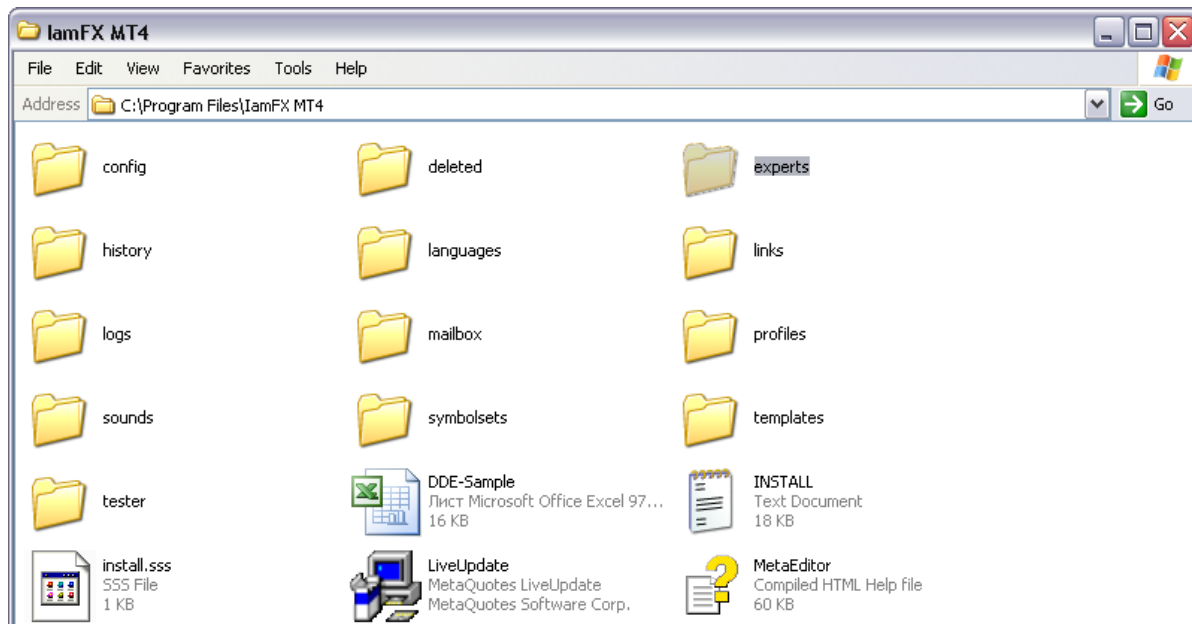 IamFX MT4
File Edit View Favorites Tools Help
Address C:\Program Files\IamFX MT4 Go
config deleted experts
history languages links
logs mailbox profiles
sounds symbolsets templates
tester
DDE-Sample
Лист Microsoft Office Excel 97...
16 KB
INSTALL
Text Document
18 KB
install.sss
SSS File
1 KB
LiveUpdate
MetaQuotes LiveUpdate
MetaQuotes Software Corp.
MetaEditor
Compiled HTML Help file
60 KB